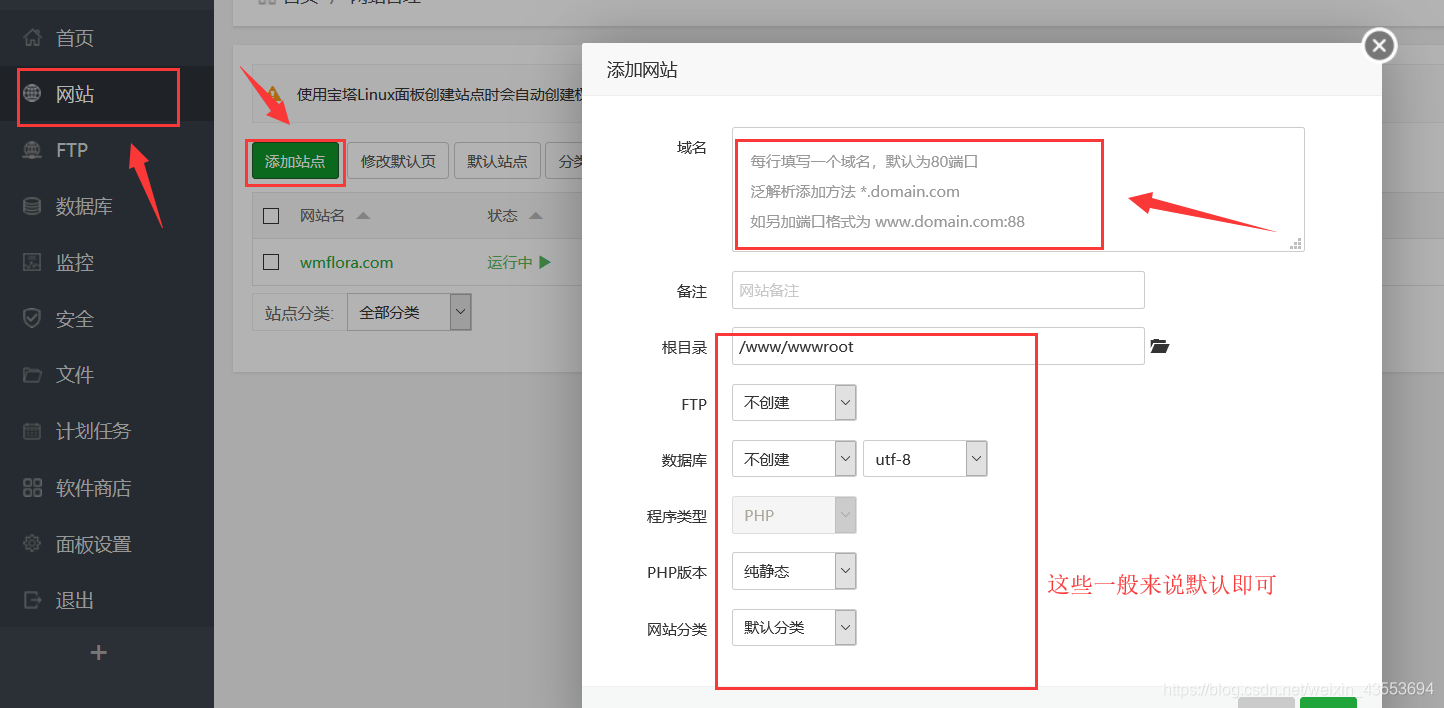 首页
网站
FTP
数据库
监控
安全
文件
计划任务
软件商店
面板设置
退出
+
使用宝塔Linux面板创建站点时会自动创建
添加站点
修改默认页
默认站点
分类
网站名
状态
wmflora.com
运行中
站点分类:
全部分类
添加网站
域名
每行填写一个域名，默认为80端口
泛解析添加方法 *.domain.com
如另加端口格式为 www.domain.com:88
备注
网站备注
根目录
/www/wwwroot
FTP
不创建
数据库
不创建
utf-8
程序类型
PHP
PHP版本
纯静态
网站分类
默认分类
这些一般来说默认即可
https://blog.csdn.net/weixin_43553694